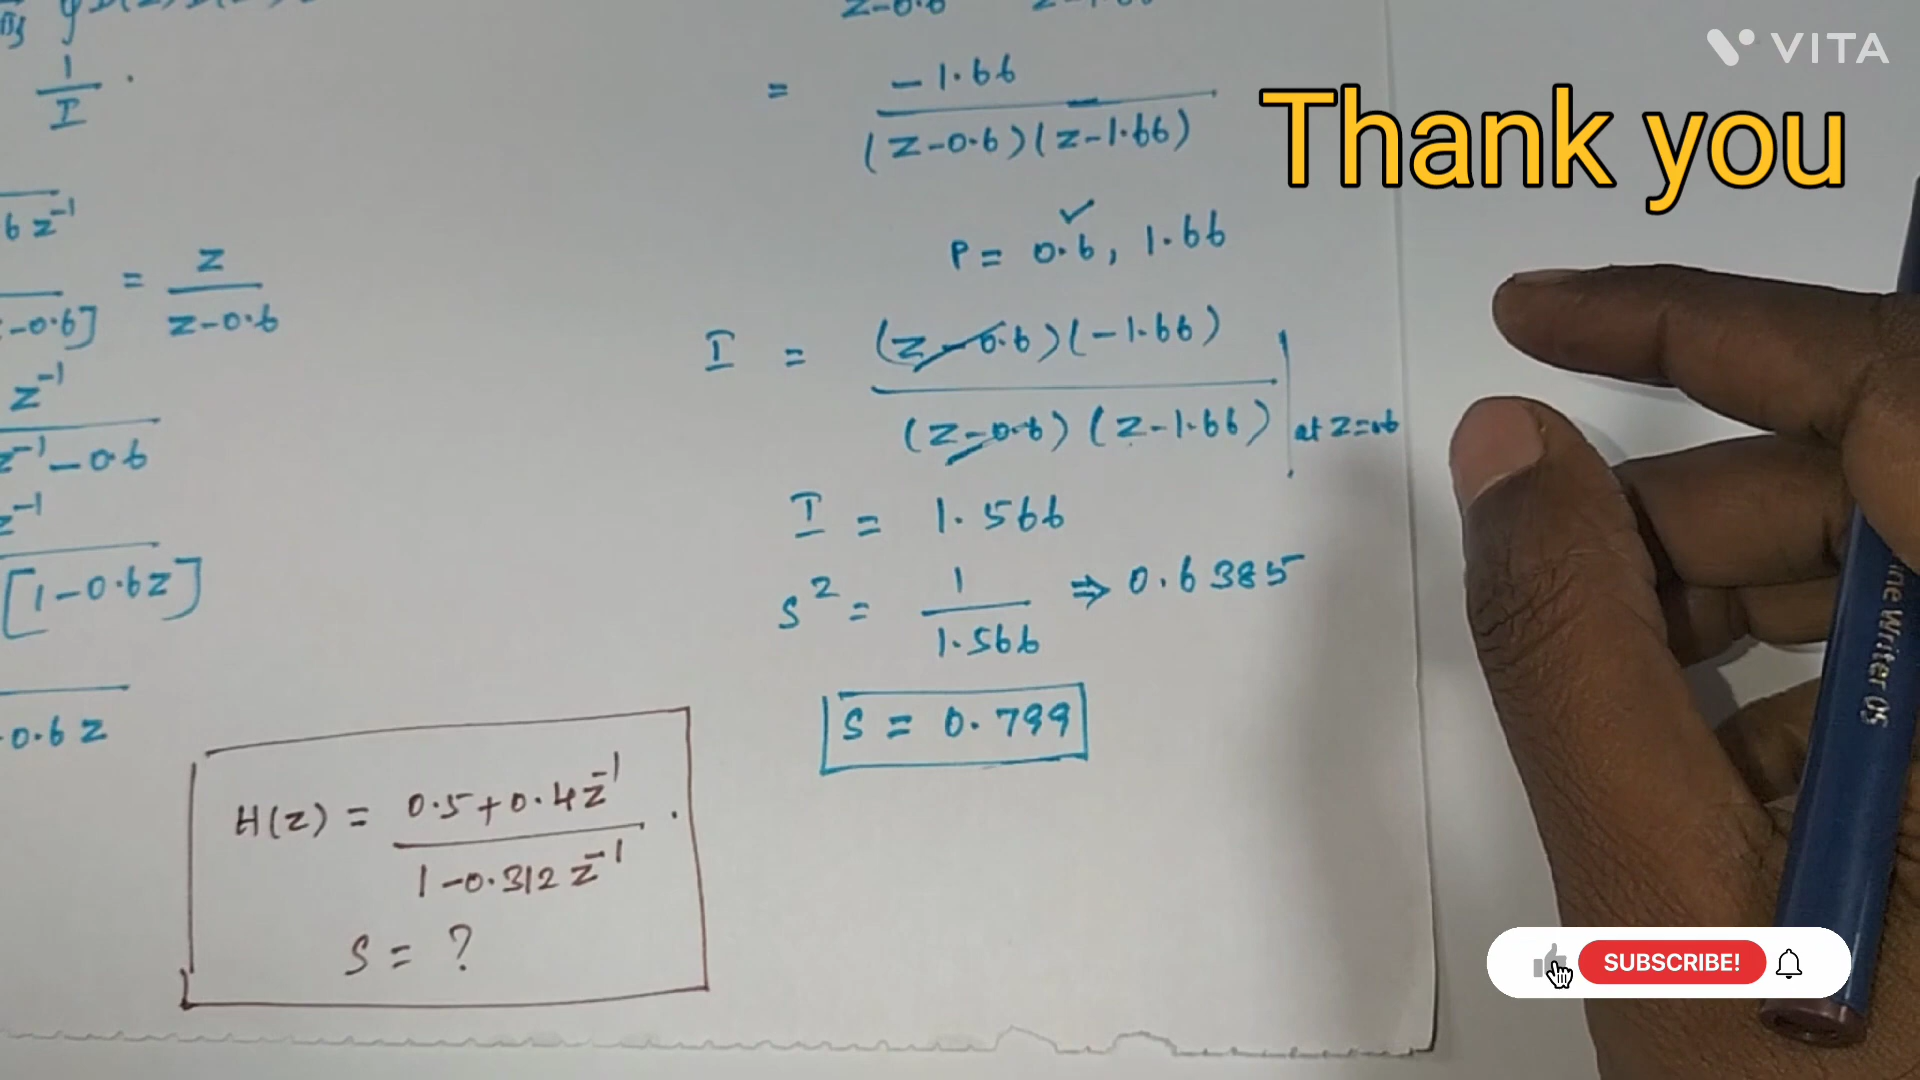 1/I .
6 z^-1
-0.6] = z/(z-0.6)
z^-1
z^-1 - 0.6
z^-1
[1-0.6z]
-0.6z
z-0.6
= -1.66/((z-0.6)(z-1.66))
P = 0.6, 1.66
I = (z-0.6)(-1.66)/((z-0.6)(z-1.66)) | at z=0.6
I = 1.566
S^2 = 1/1.566 ⇒ 0.6385
S = 0.799
H(z) = (0.5+0.4z^-1)/(1-0.312z^-1) .
S = ?
VITA
Thank you
ine Writer 05
SUBSCRIBE!